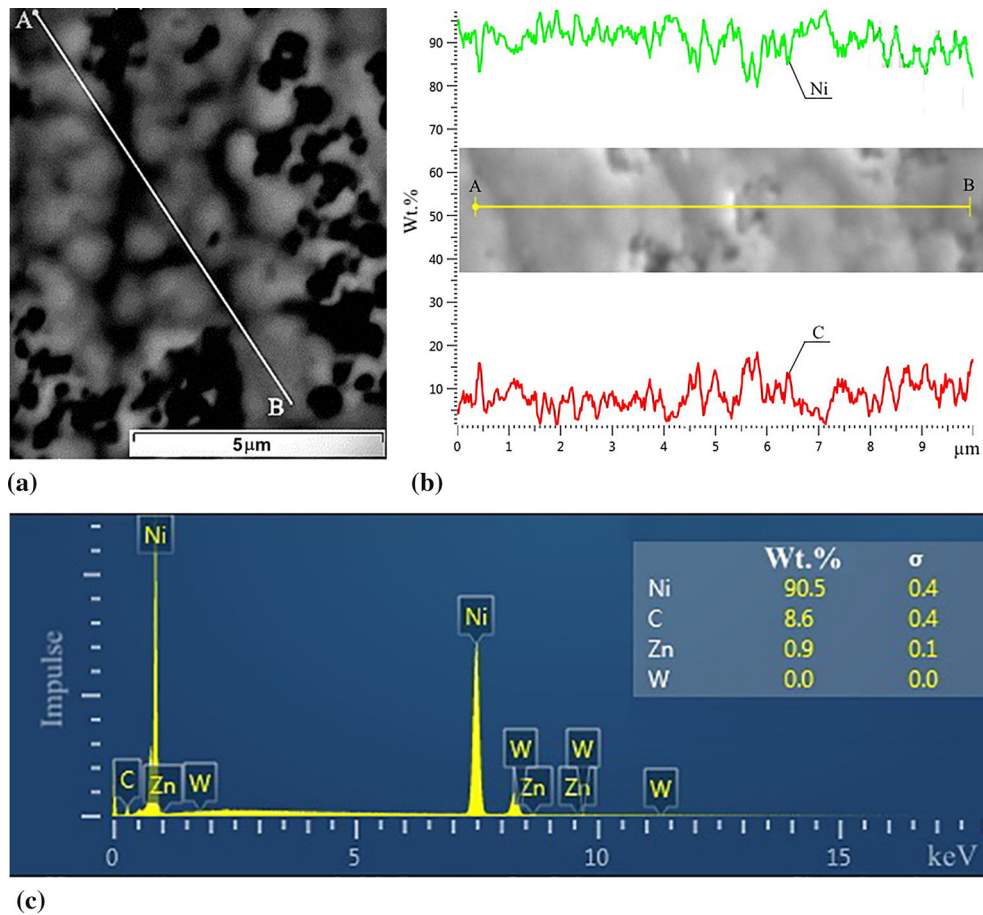 A
B
5µm
(a)
(b)
Wt.%
90
80
70
60
50
40
30
20
10
Ni
A
B
C
0 1 2 3 4 5 6 7 8 9 µm
(c)
Impulse
Ni
Ni
C
Zn
W
W
Zn
W
Zn
W
0 5 10 15 keV
Wt.% σ
Ni 90.5 0.4
C 8.6 0.4
Zn 0.9 0.1
W 0.0 0.0